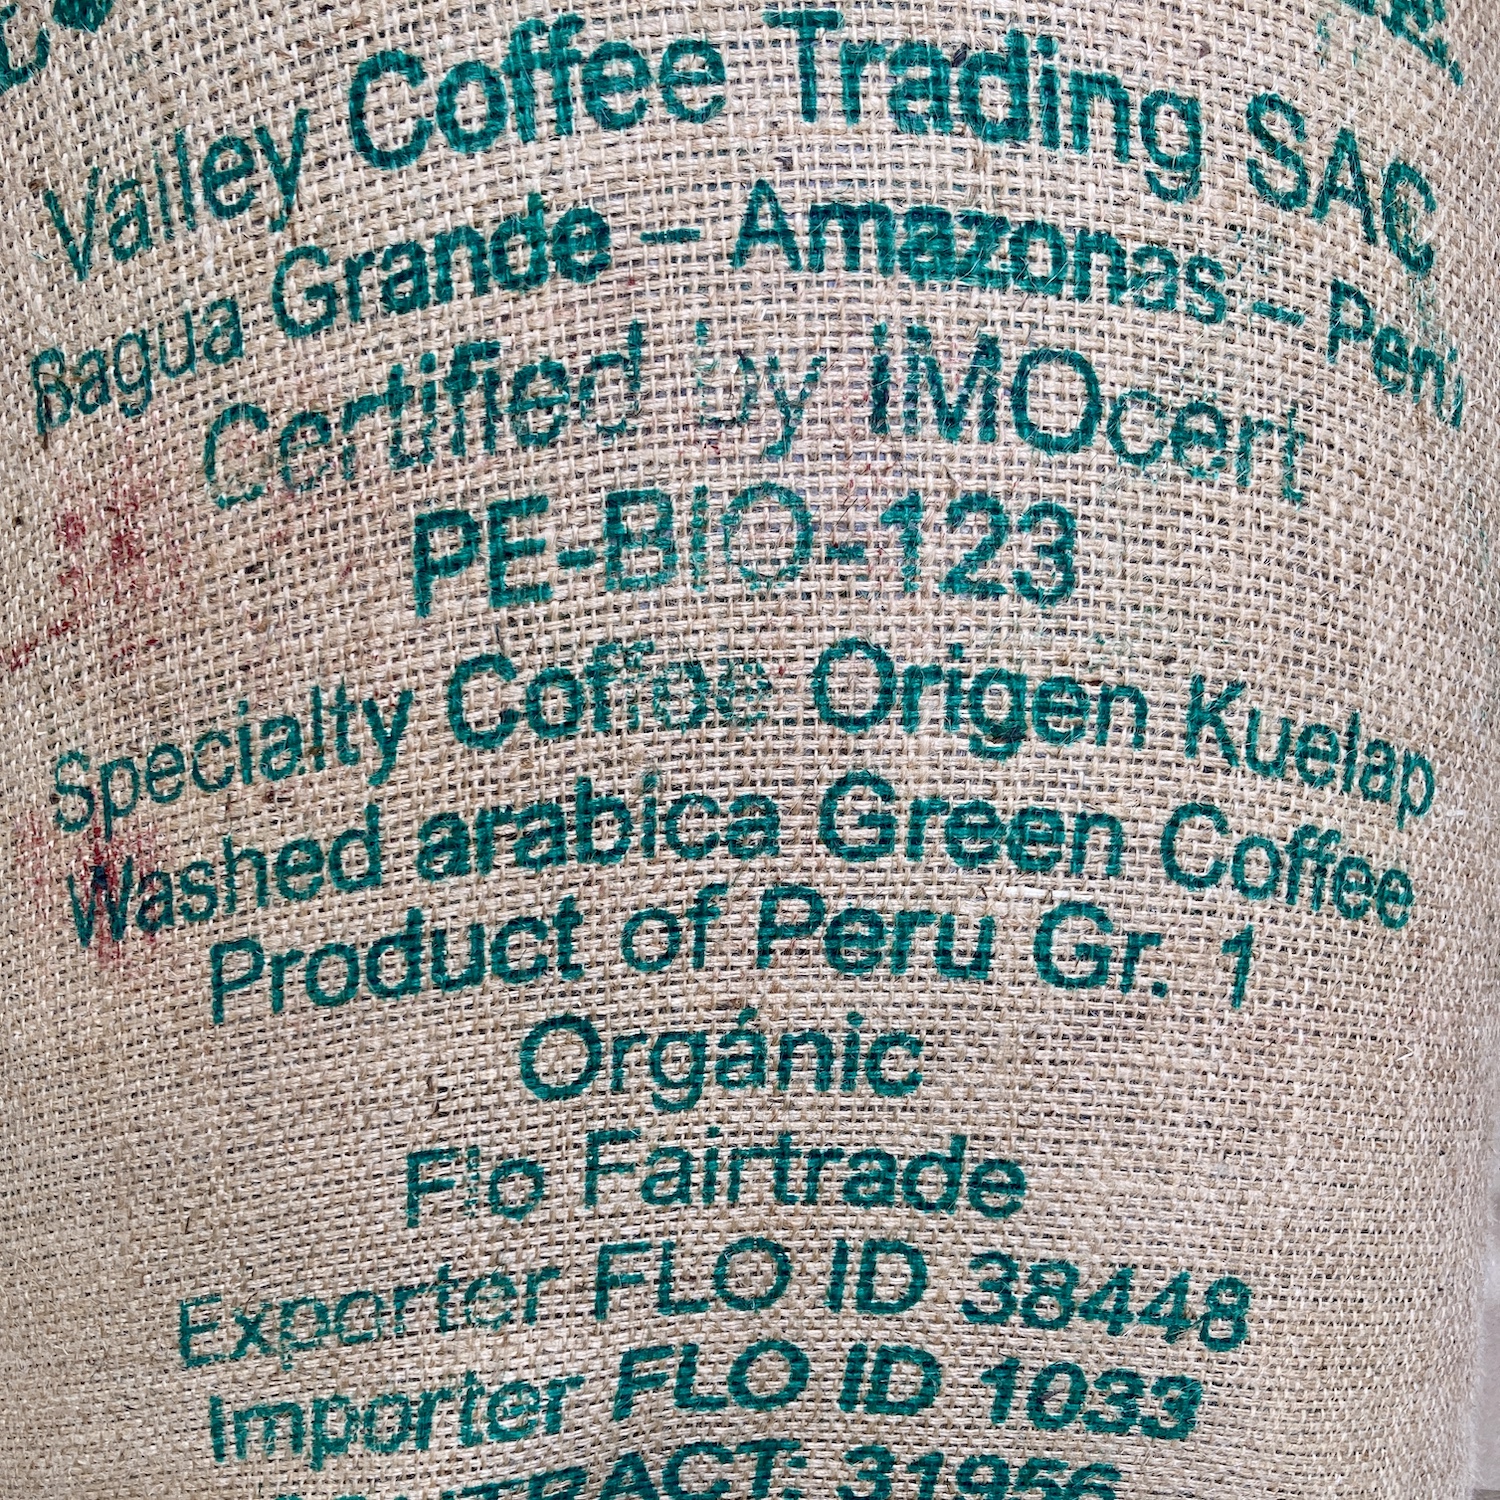 Valley Coffee Trading SAC
Bagua Grande – Amazonas – Peru
Certified by IMOcert
PE-BIO-123
Specialty Coffee Origen Kuelap
Washed arabica Green Coffee
Product of Peru Gr. 1
Orgánic
Flo Fairtrade
Exporter FLO ID 38448
Importer FLO ID 1033